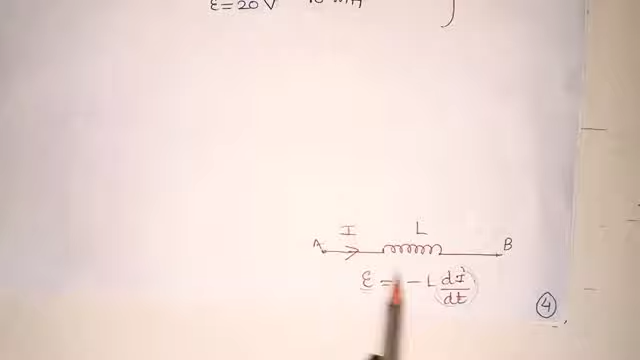 ε = 20 V
I L
A B
ε = - L di/dt
4